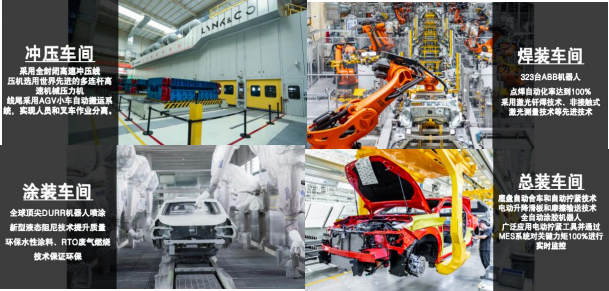 冲压车间
采用全封闭高速冲压线
压机选用世界先进的多连杆高
速机械压力机
线尾采用AGV小车自动搬运系
统，实现人员和叉车作业分离。
LYNK&CO
焊装车间
323台ABB机器人
点焊自动化率达到100%
采用激光钎焊技术、非接触式
激光测量技术等先进技术
涂装车间
全球顶尖DURR机器人喷涂
新型液态阻尼技术提升质量
环保水性涂料、RTO废气燃烧
技术保证环保
总装车间
底盘自动合车和自动拧紧技术
电动升降滑板和摩擦输送技术
全自动涂胶机器人
广泛应用电动拧紧工具并通过
MES系统对关键力矩100%进行
实时监控